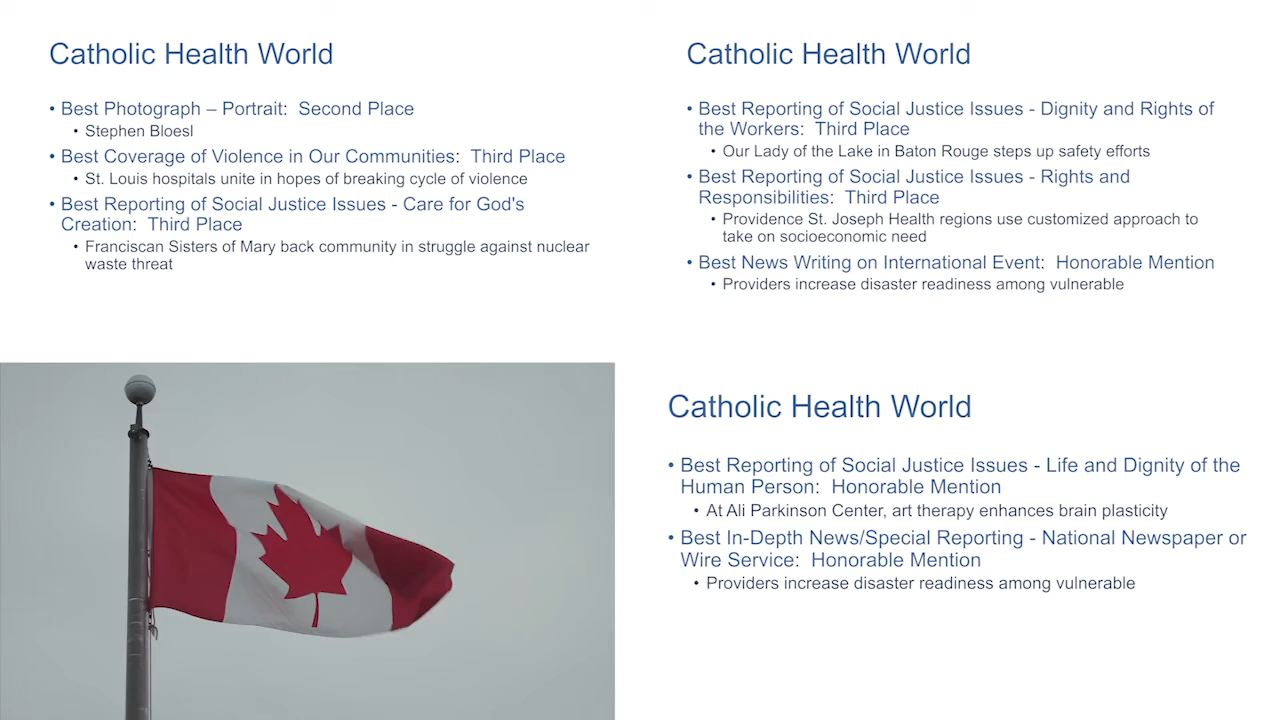 Catholic Health World
• Best Photograph – Portrait:  Second Place
• Stephen Bloesl
• Best Coverage of Violence in Our Communities:  Third Place
• St. Louis hospitals unite in hopes of breaking cycle of violence
• Best Reporting of Social Justice Issues - Care for God's
Creation:  Third Place
• Franciscan Sisters of Mary back community in struggle against nuclear
waste threat
Catholic Health World
• Best Reporting of Social Justice Issues - Dignity and Rights of
the Workers:  Third Place
• Our Lady of the Lake in Baton Rouge steps up safety efforts
• Best Reporting of Social Justice Issues - Rights and
Responsibilities:  Third Place
• Providence St. Joseph Health regions use customized approach to
take on socioeconomic need
• Best News Writing on International Event:  Honorable Mention
• Providers increase disaster readiness among vulnerable
Catholic Health World
• Best Reporting of Social Justice Issues - Life and Dignity of the
Human Person:  Honorable Mention
• At Ali Parkinson Center, art therapy enhances brain plasticity
• Best In-Depth News/Special Reporting - National Newspaper or
Wire Service:  Honorable Mention
• Providers increase disaster readiness among vulnerable